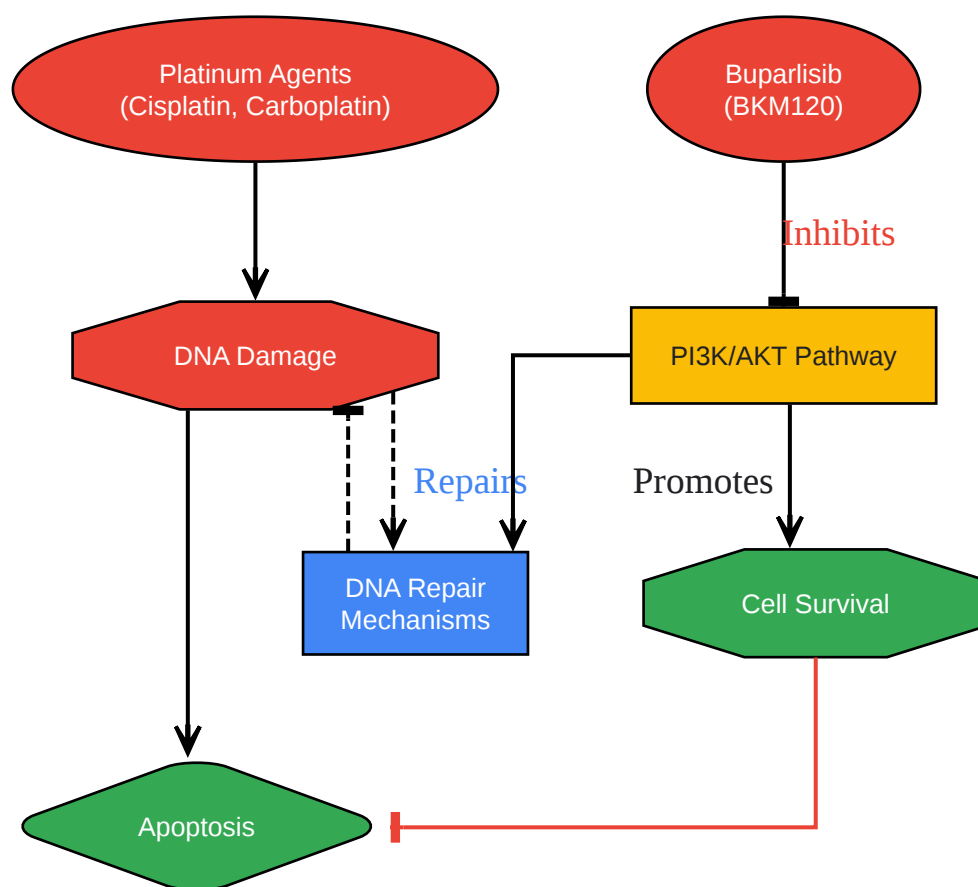 Platinum Agents
(Cisplatin, Carboplatin)
Buparlisib
(BKM120)
Inhibits
DNA Damage
PI3K/AKT Pathway
Repairs
Promotes
DNA Repair
Mechanisms
Cell Survival
Apoptosis